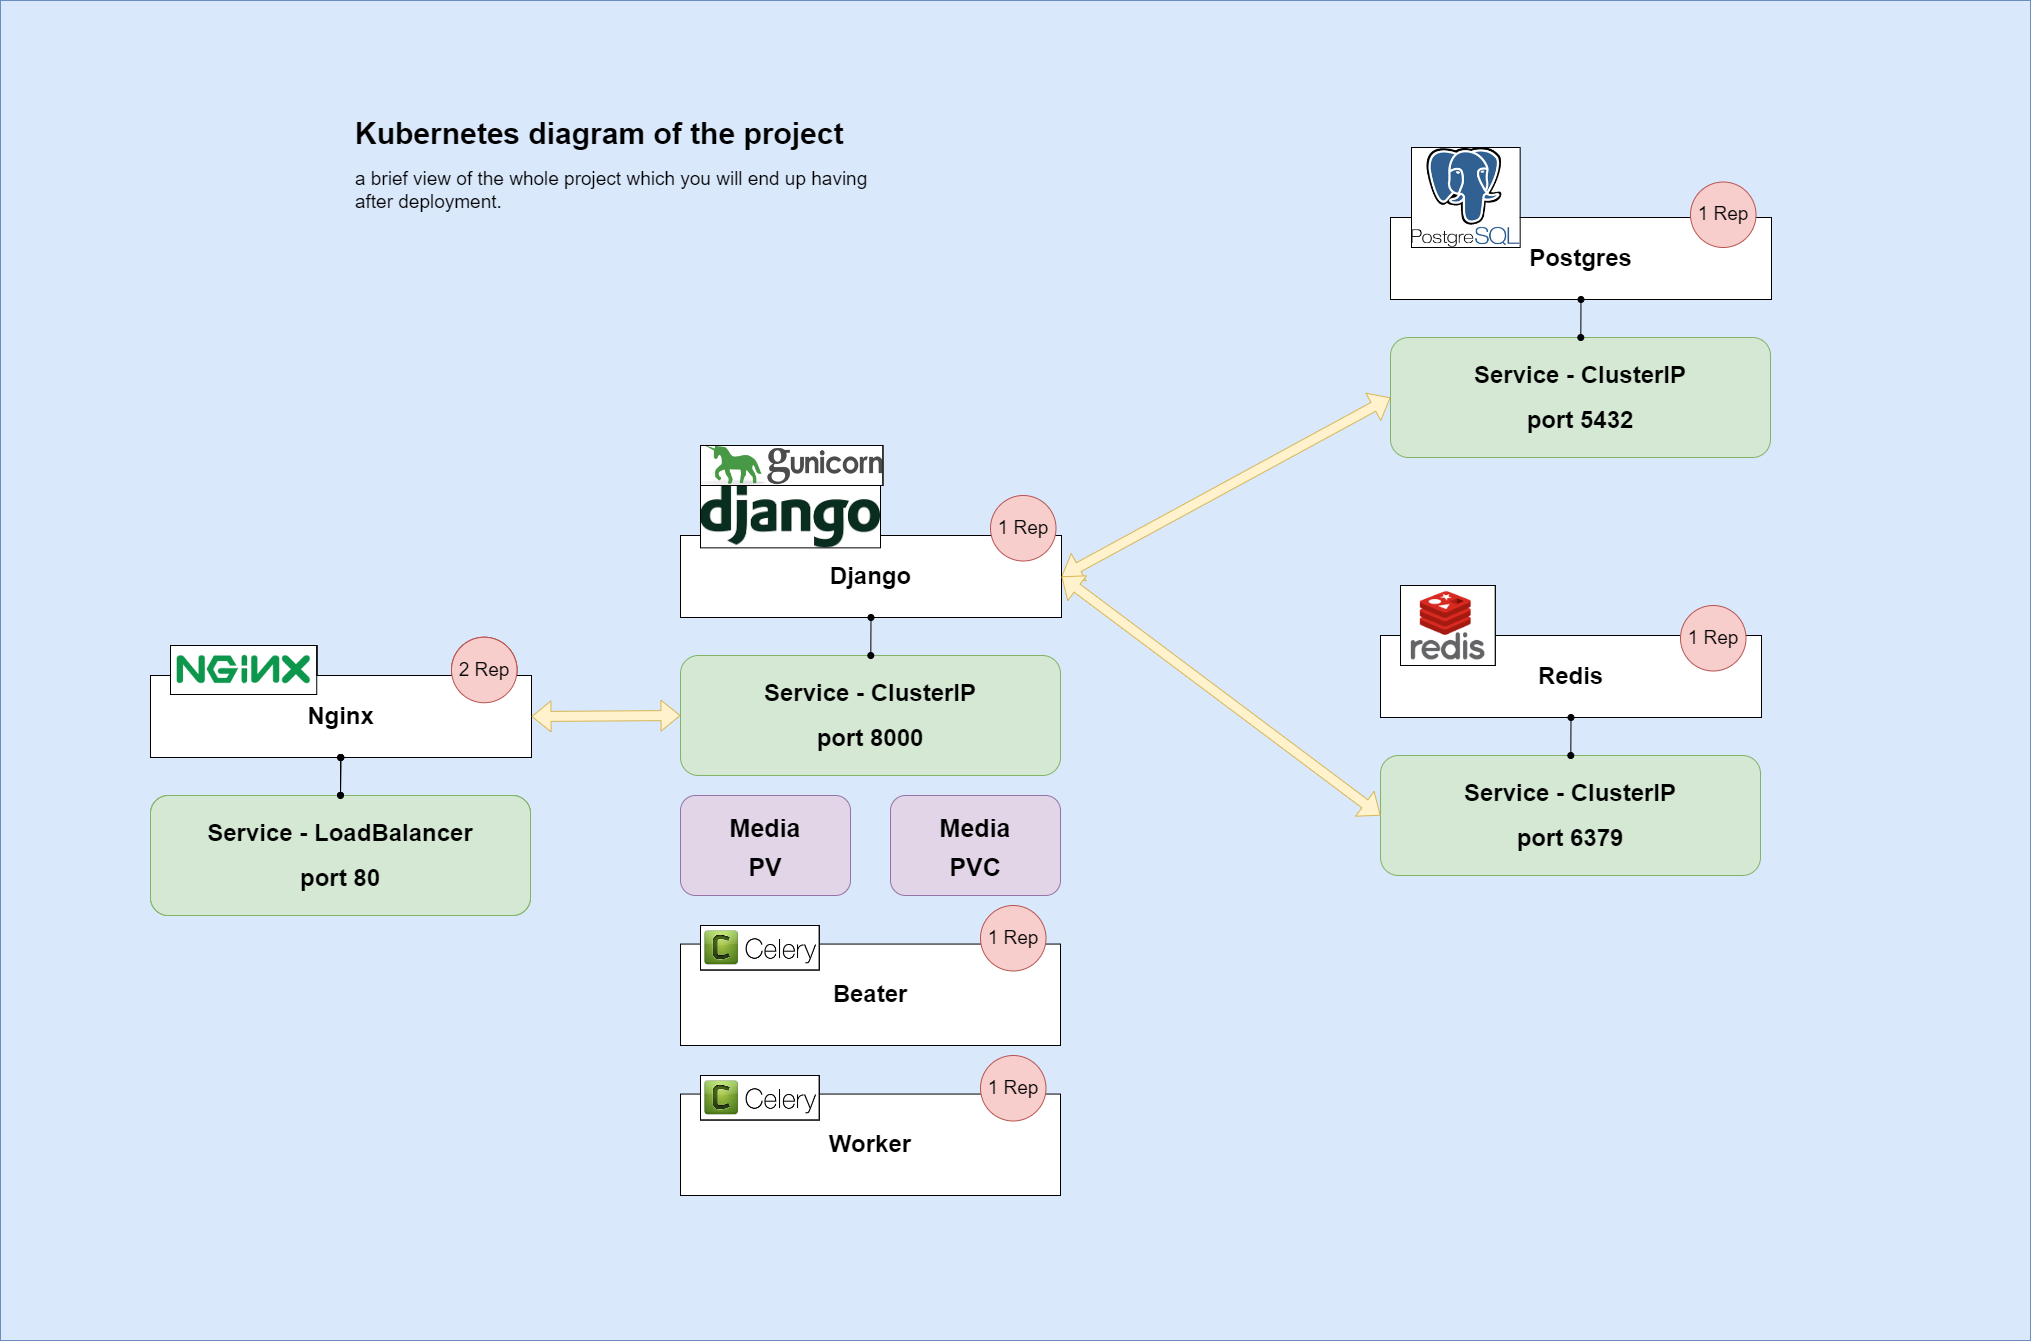 Kubernetes diagram of the project
a brief view of the whole project which you will end up having
after deployment.
PostgreSQL
1 Rep
Postgres
Service - ClusterIP
port 5432
gunicorn
django
1 Rep
Django
Service - ClusterIP
port 8000
redis
1 Rep
Redis
Service - ClusterIP
port 6379
NGINX
2 Rep
Nginx
Service - LoadBalancer
port 80
Media
PV
Media
PVC
C Celery
1 Rep
Beater
C Celery
1 Rep
Worker